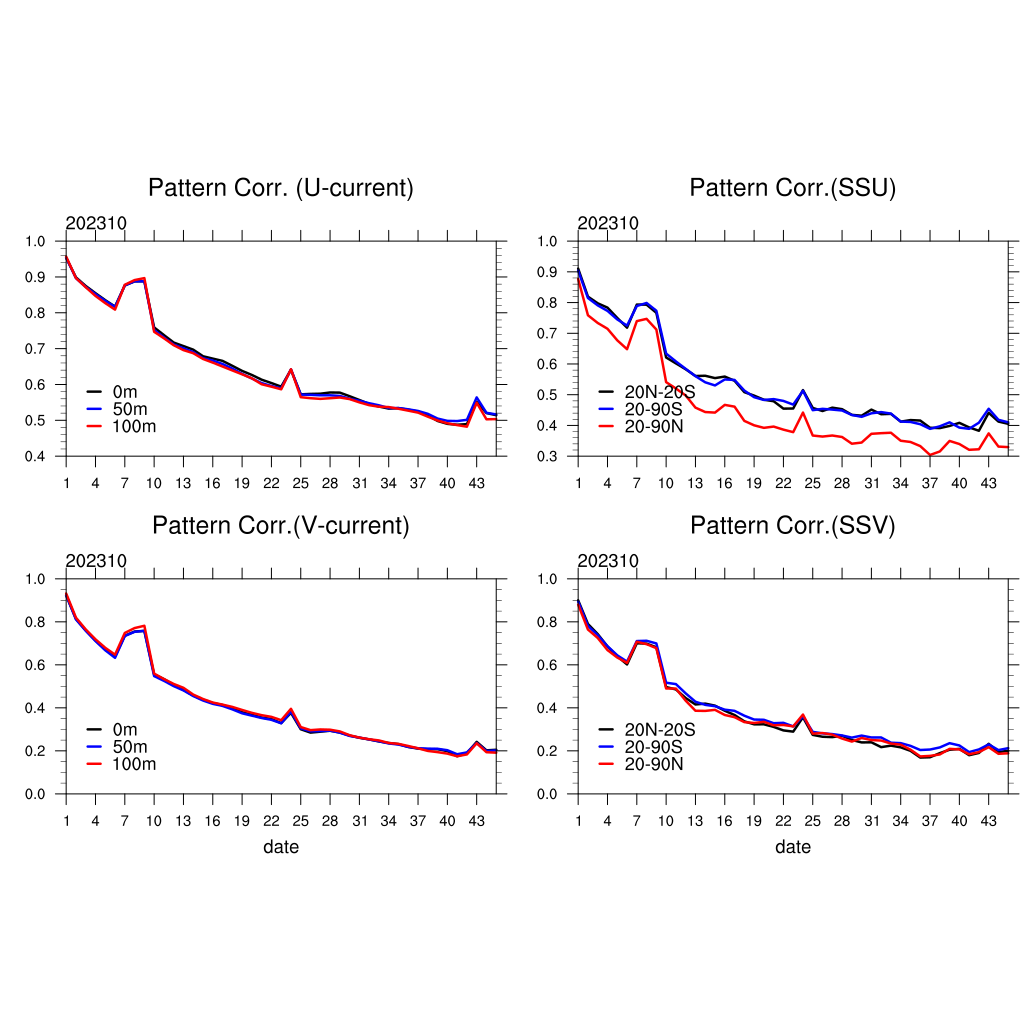 Pattern Corr. (U-current)
202310
1.0
0.9
0.8
0.7
0.6
0.5
0.4
0m
50m
100m
1 4 7 10 13 16 19 22 25 28 31 34 37 40 43
Pattern Corr.(SSU)
202310
1.0
0.9
0.8
0.7
0.6
0.5
0.4
0.3
20N-20S
20-90S
20-90N
1 4 7 10 13 16 19 22 25 28 31 34 37 40 43
Pattern Corr.(V-current)
202310
1.0
0.8
0.6
0.4
0.2
0.0
0m
50m
100m
1 4 7 10 13 16 19 22 25 28 31 34 37 40 43
date
Pattern Corr.(SSV)
202310
1.0
0.8
0.6
0.4
0.2
0.0
20N-20S
20-90S
20-90N
1 4 7 10 13 16 19 22 25 28 31 34 37 40 43
date